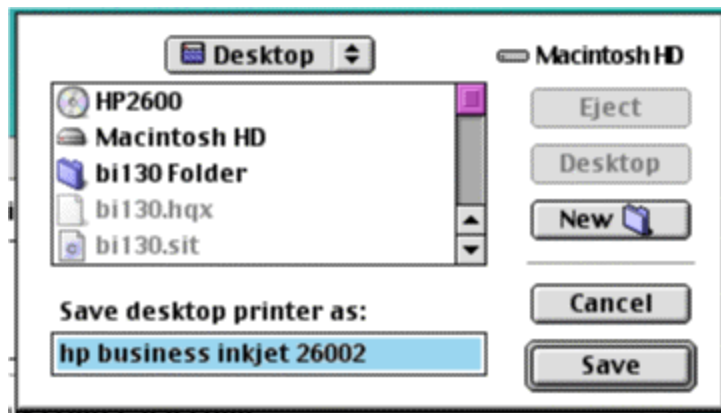 Desktop
Macintosh HD
HP2600
Macintosh HD
bi130 Folder
bi130.hqx
bi130.sit
Eject
Desktop
New
Save desktop printer as:
hp business inkjet 26002
Cancel
Save